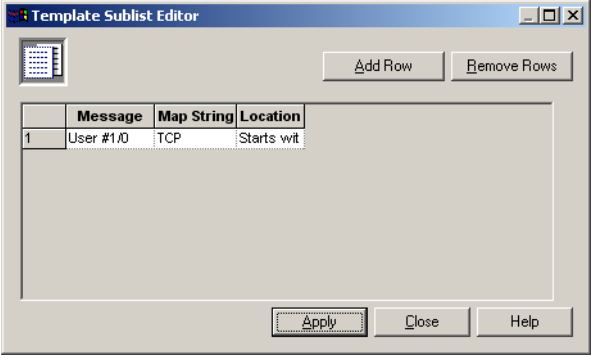 Template Sublist Editor
Add Row Remove Rows
Message Map String Location
1 User #1/0 TCP Starts wit
Apply Close Help